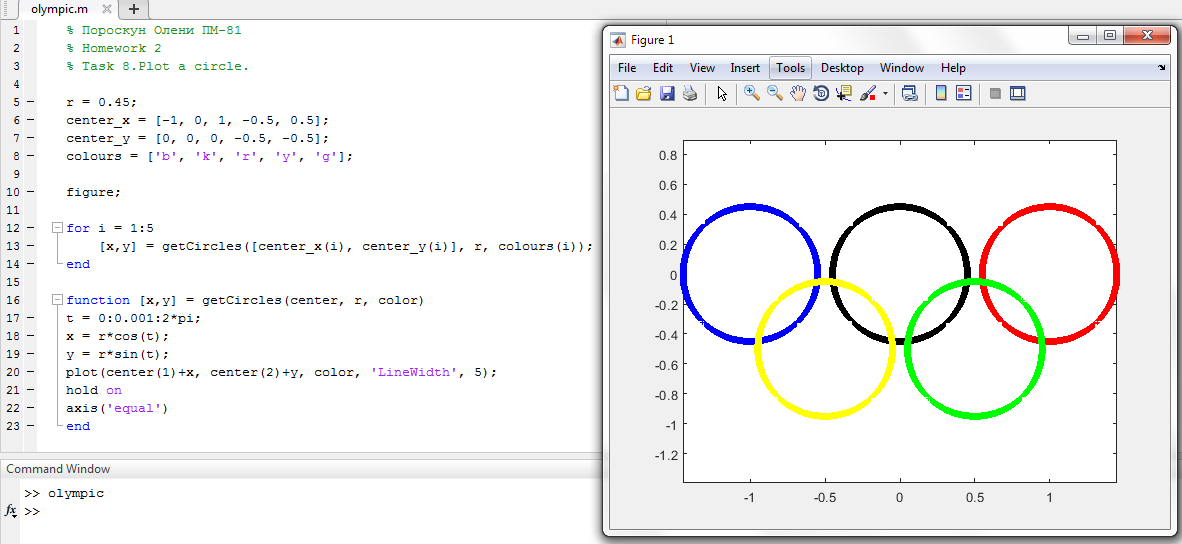 olympic.m × +
1 % Пороскун Олени ПМ-81
2 % Homework 2
3 % Task 8.Plot a circle.
4
5 – r = 0.45;
6 – center_x = [-1, 0, 1, -0.5, 0.5];
7 – center_y = [0, 0, 0, -0.5, -0.5];
8 – colours = ['b', 'k', 'r', 'y', 'g'];
9
10 – figure;
11
12 – for i = 1:5
13 – [x,y] = getCircles([center_x(i), center_y(i)], r, colours(i));
14 – end
15
16 function [x,y] = getCircles(center, r, color)
17 – t = 0:0.001:2*pi;
18 – x = r*cos(t);
19 – y = r*sin(t);
20 – plot(center(1)+x, center(2)+y, color, 'LineWidth', 5);
21 – hold on
22 – axis('equal')
23 – end
Command Window
>> olympic
fx >>
Figure 1
File Edit View Insert Tools Desktop Window Help
0.8
0.6
0.4
0.2
0
-0.2
-0.4
-0.6
-0.8
-1
-1.2
-1 -0.5 0 0.5 1